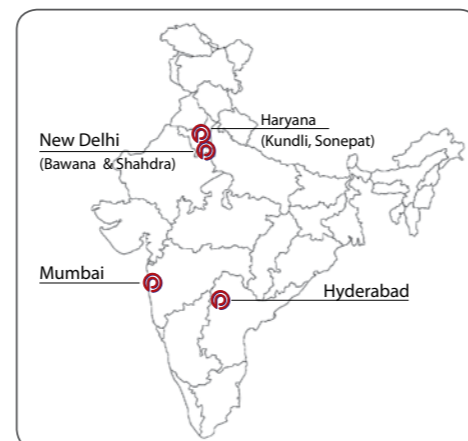 Haryana
(Kundli, Sonepat)
New Delhi
(Bawana & Shahdra)
Mumbai
Hyderabad